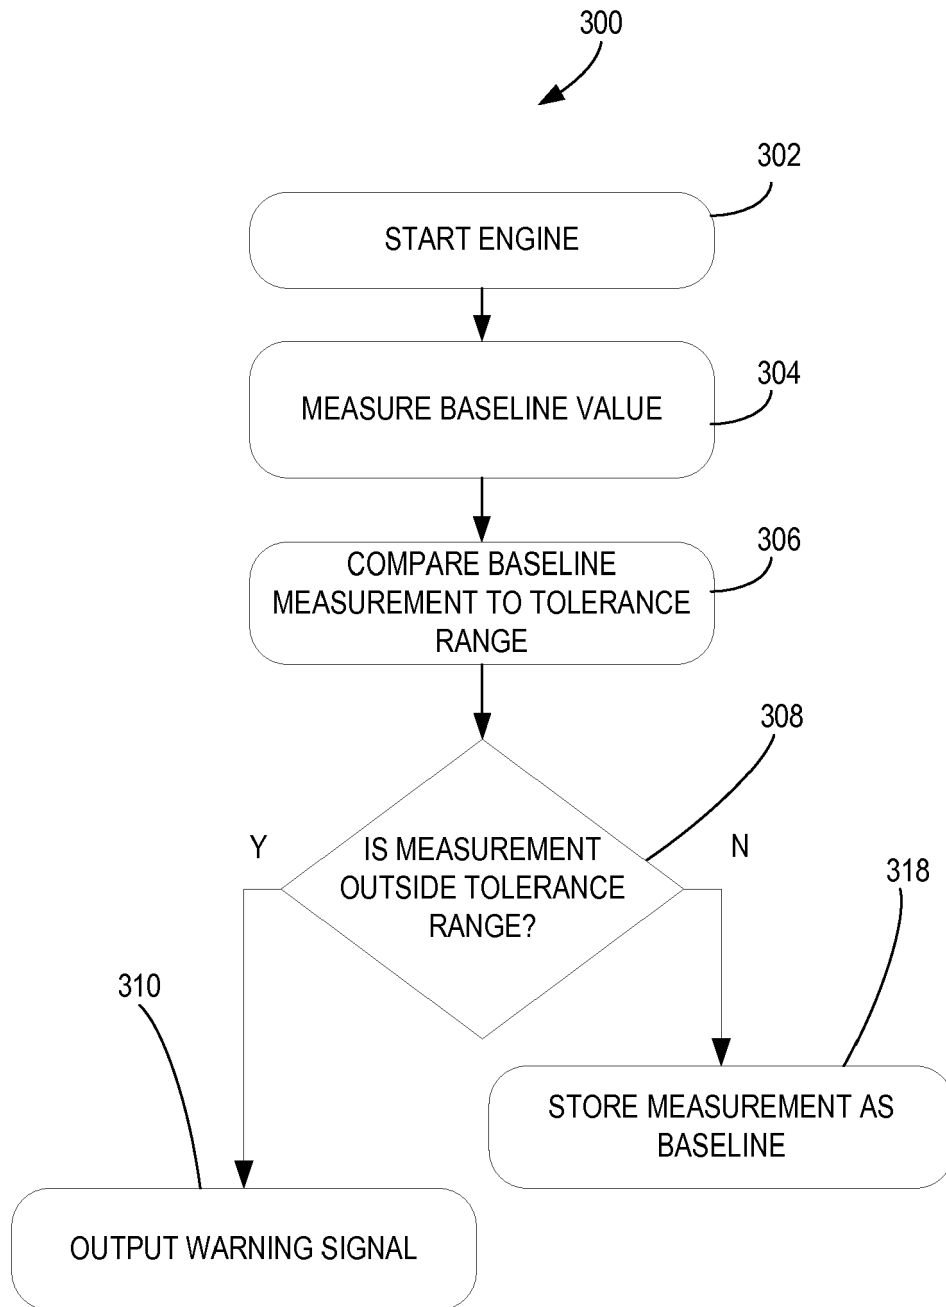 300
302
START ENGINE
304
MEASURE BASELINE VALUE
306
COMPARE BASELINE
MEASUREMENT TO TOLERANCE
RANGE
308
Y
IS MEASUREMENT
OUTSIDE TOLERANCE
RANGE?
N
318
310
STORE MEASUREMENT AS
BASELINE
OUTPUT WARNING SIGNAL